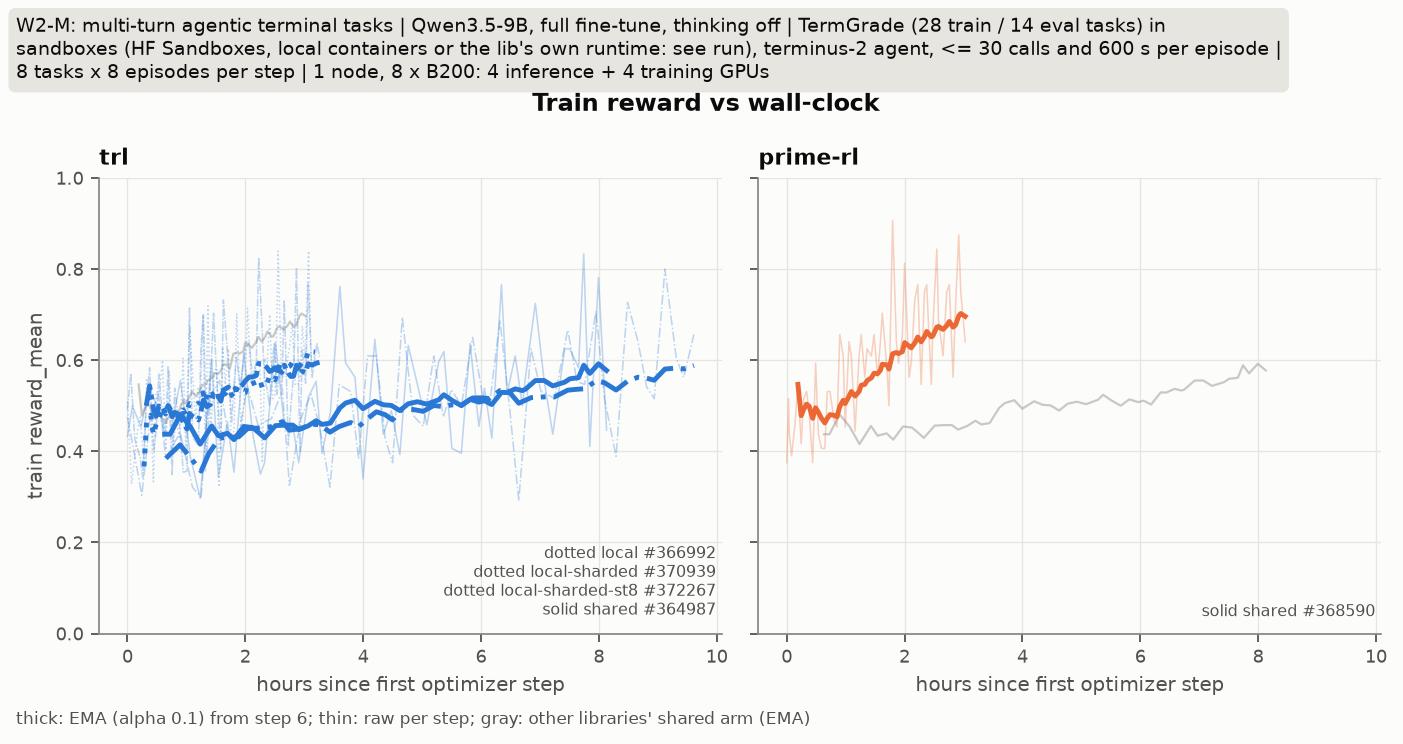 W2-M: multi-turn agentic terminal tasks | Qwen3.5-9B, full fine-tune, thinking off | TermGrade (28 train / 14 eval tasks) in
sandboxes (HF Sandboxes, local containers or the lib's own runtime: see run), terminus-2 agent, <= 30 calls and 600 s per episode |
8 tasks x 8 episodes per step | 1 node, 8 x B200: 4 inference + 4 training GPUs
Train reward vs wall-clock
trl
prime-rl
1.0
0.8
0.6
0.4
0.2
0.0
train reward_mean
dotted local #366992
dotted local-sharded #370939
dotted local-sharded-st8 #372267
solid shared #364987
solid shared #368590
0 2 4 6 8 10
0 2 4 6 8 10
hours since first optimizer step
hours since first optimizer step
thick: EMA (alpha 0.1) from step 6; thin: raw per step; gray: other libraries' shared arm (EMA)